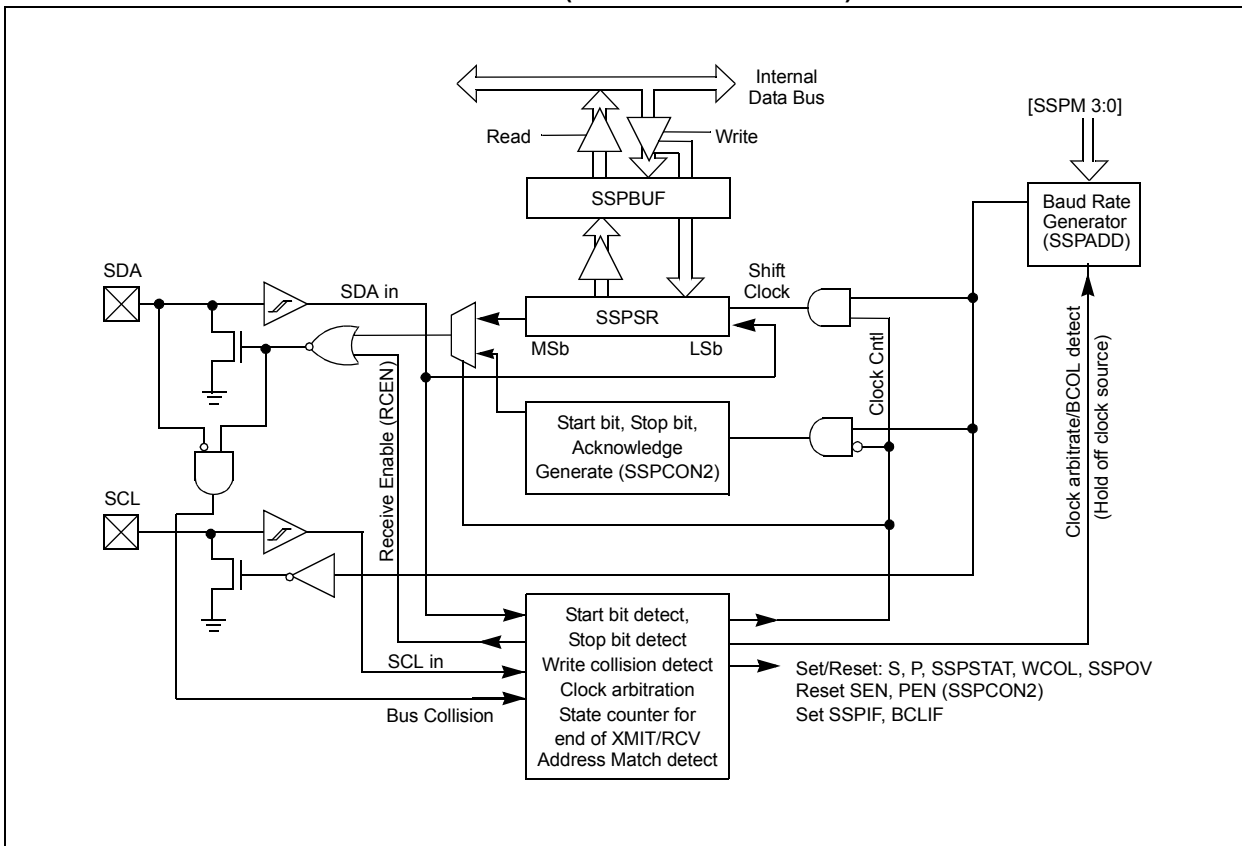 Internal
Data Bus
[SSPM 3:0]
Read
Write
SSPBUF
Baud Rate
Generator
(SSPADD)
SDA
SDA in
Shift
Clock
SSPSR
MSb
LSb
Clock Cntl
Receive Enable (RCEN)
Start bit, Stop bit,
Acknowledge
Generate (SSPCON2)
Clock arbitrate/BCOL detect
(Hold off clock source)
SCL
SCL in
Bus Collision
Start bit detect,
Stop bit detect
Write collision detect
Clock arbitration
State counter for
end of XMIT/RCV
Address Match detect
Set/Reset: S, P, SSPSTAT, WCOL, SSPOV
Reset SEN, PEN (SSPCON2)
Set SSPIF, BCLIF